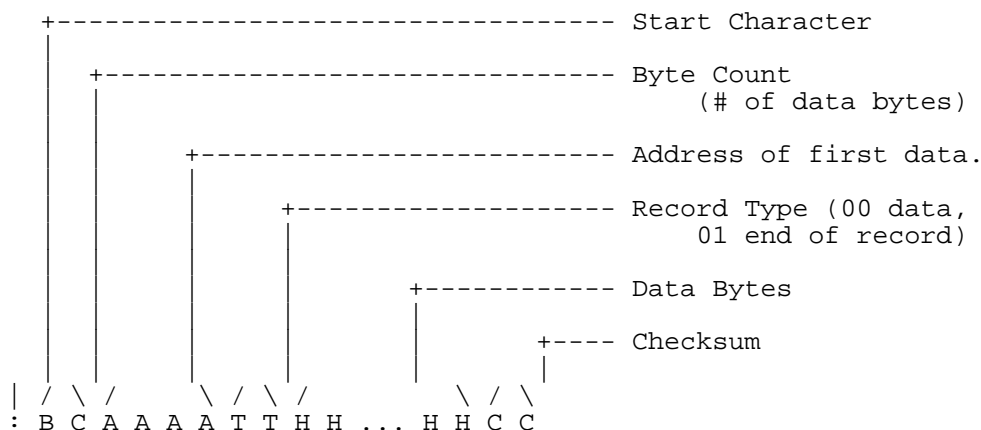 Start Character
Byte Count
(# of data bytes)
Address of first data.
Record Type (00 data,
01 end of record)
Data Bytes
Checksum
: B C A A A A T T H H ... H H C C